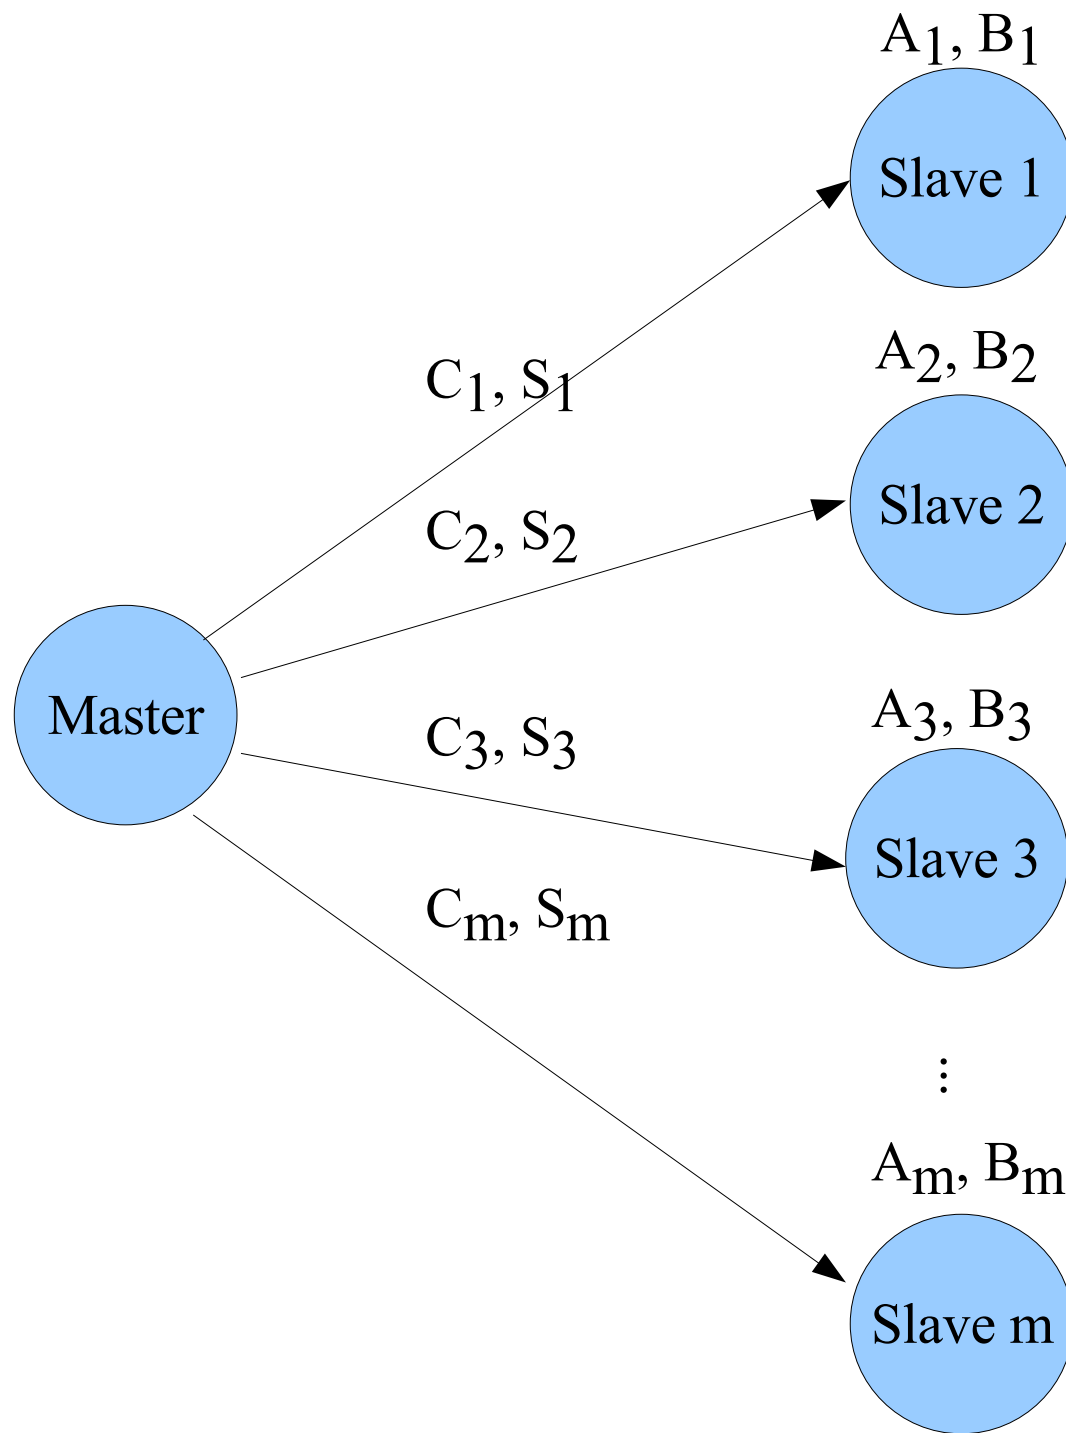 A1, B1
Slave 1
A2, B2
C1, S1
Slave 2
C2, S2
Master
A3, B3
C3, S3
Slave 3
Cm, Sm
⋮
Am, Bm
Slave m